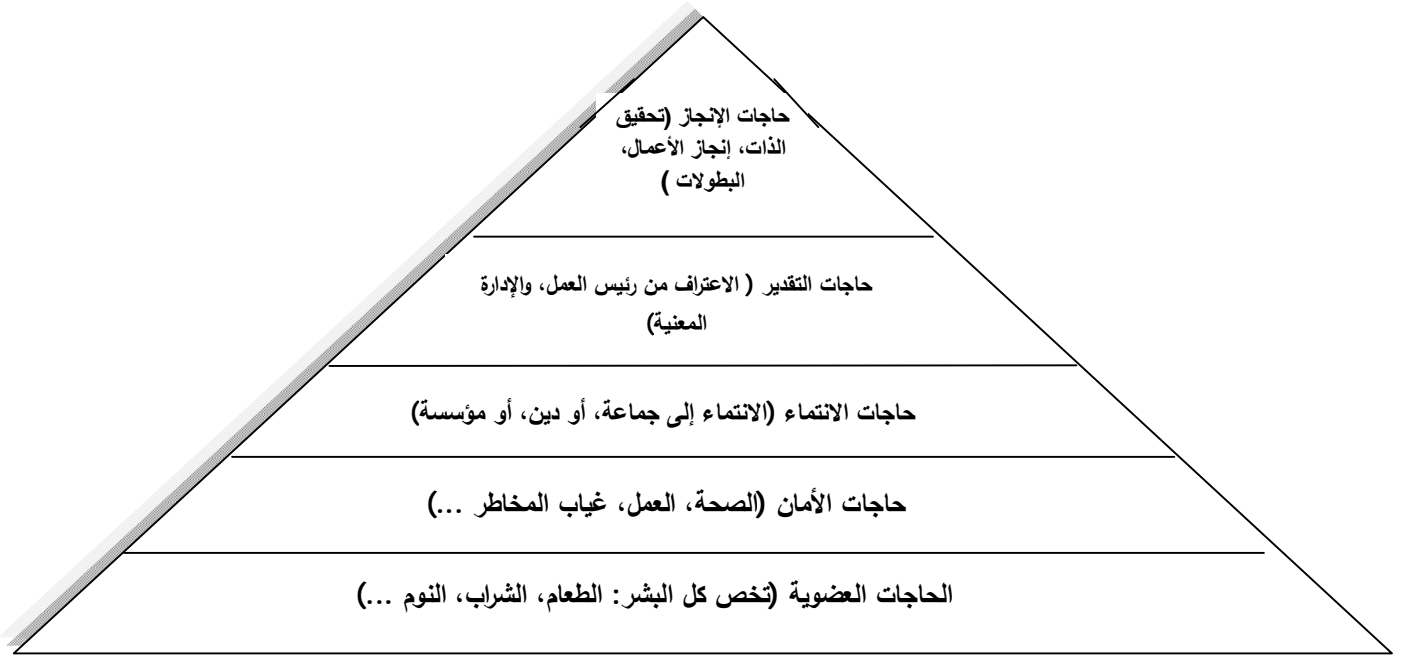 حاجات الإنجاز (تحقيق
الذات، إنجاز الأعمال،
البطولات )
حاجات التقدير ( الاعتراف من رئيس العمل، والإدارة
المعنية)
حاجات الانتماء (الانتماء إلى جماعة، أو دين، أو مؤسسة)
حاجات الأمان (الصحة، العمل، غياب المخاطر ...)
الحاجات العضوية (تخص كل البشر: الطعام، الشراب، النوم ...)